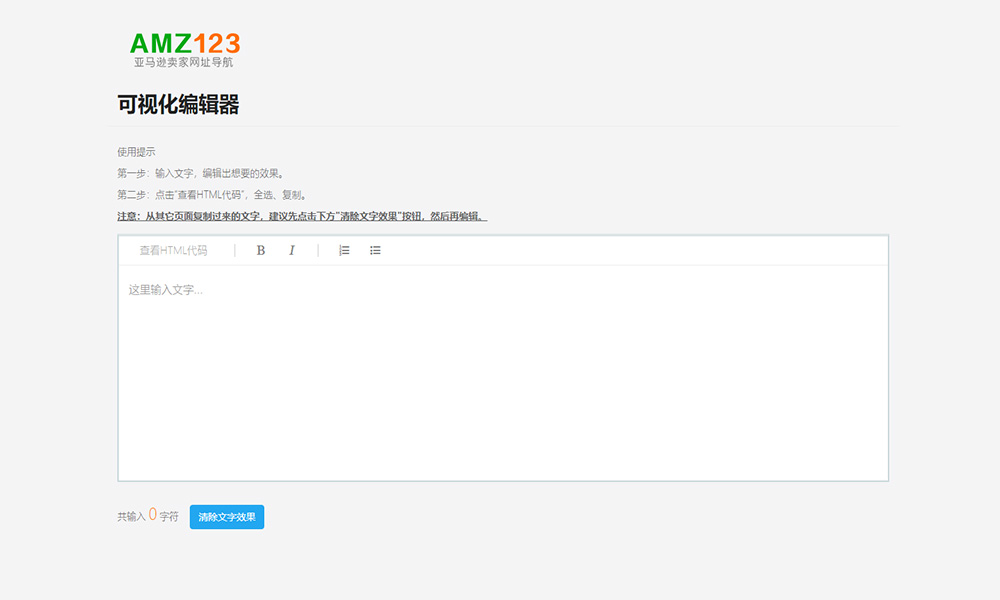 AMZ123
亚马逊卖家网址导航
可视化编辑器
使用提示
第一步：输入文字，编辑出想要的效果。
第二步：点击"查看HTML代码"，全选、复制。
注意：从其它页面复制过来的文字，建议先点击下方"清除文字效果"按钮，然后再编辑。
查看HTML代码 B I
这里输入文字...
共输入 0 字符 清除文字效果